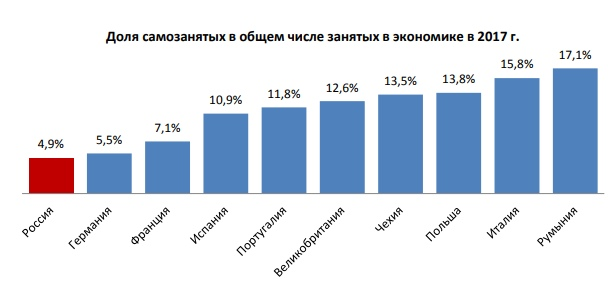 Доля самозанятых в общем числе занятых в экономике в 2017 г.
4,9%
5,5%
7,1%
10,9%
11,8%
12,6%
13,5%
13,8%
15,8%
17,1%
Россия
Германия
Франция
Испания
Португалия
Великобритания
Чехия
Польша
Италия
Румыния